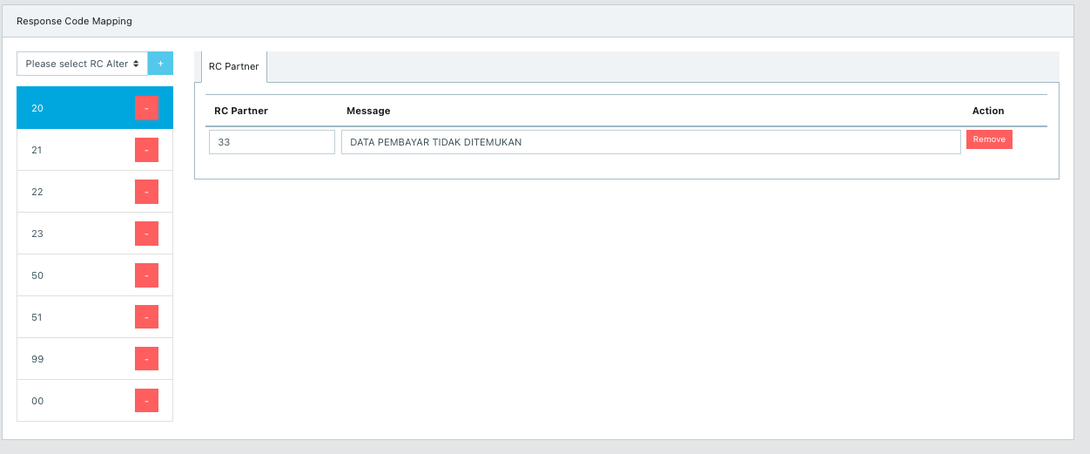 Response Code Mapping
Please select RC Alter
+
RC Partner
20 -
21 -
22 -
23 -
50 -
51 -
99 -
00 -
RC Partner Message Action
33 DATA PEMBAYAR TIDAK DITEMUKAN Remove